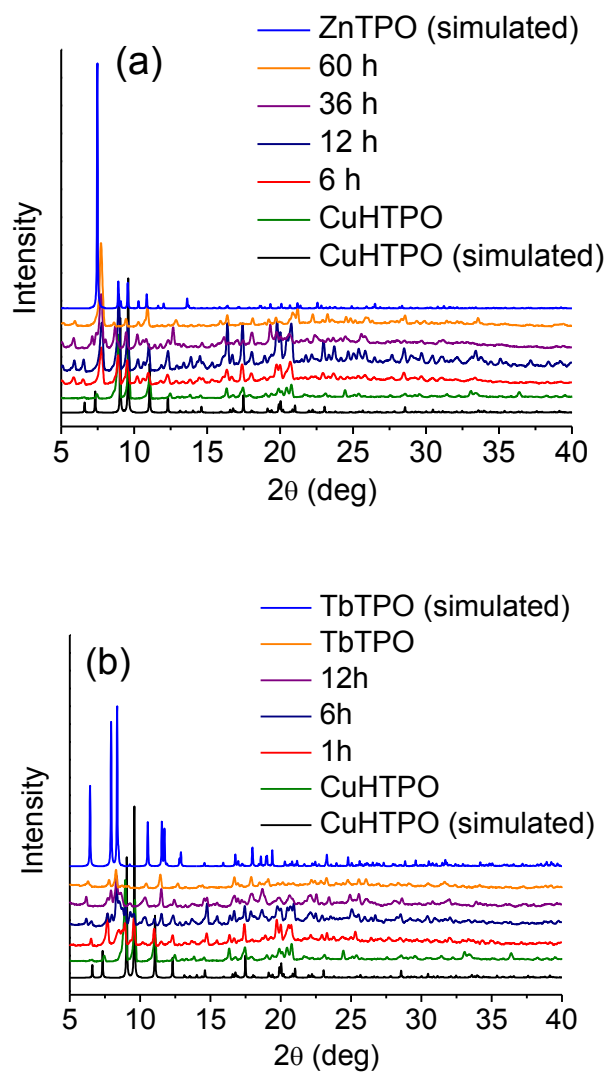 (a)
ZnTPO (simulated)
60 h
36 h
12 h
6 h
CuHTPO
CuHTPO (simulated)
Intensity
5 10 15 20 25 30 35 40
2θ (deg)
(b)
TbTPO (simulated)
TbTPO
12h
6h
1h
CuHTPO
CuHTPO (simulated)
Intensity
5 10 15 20 25 30 35 40
2θ (deg)